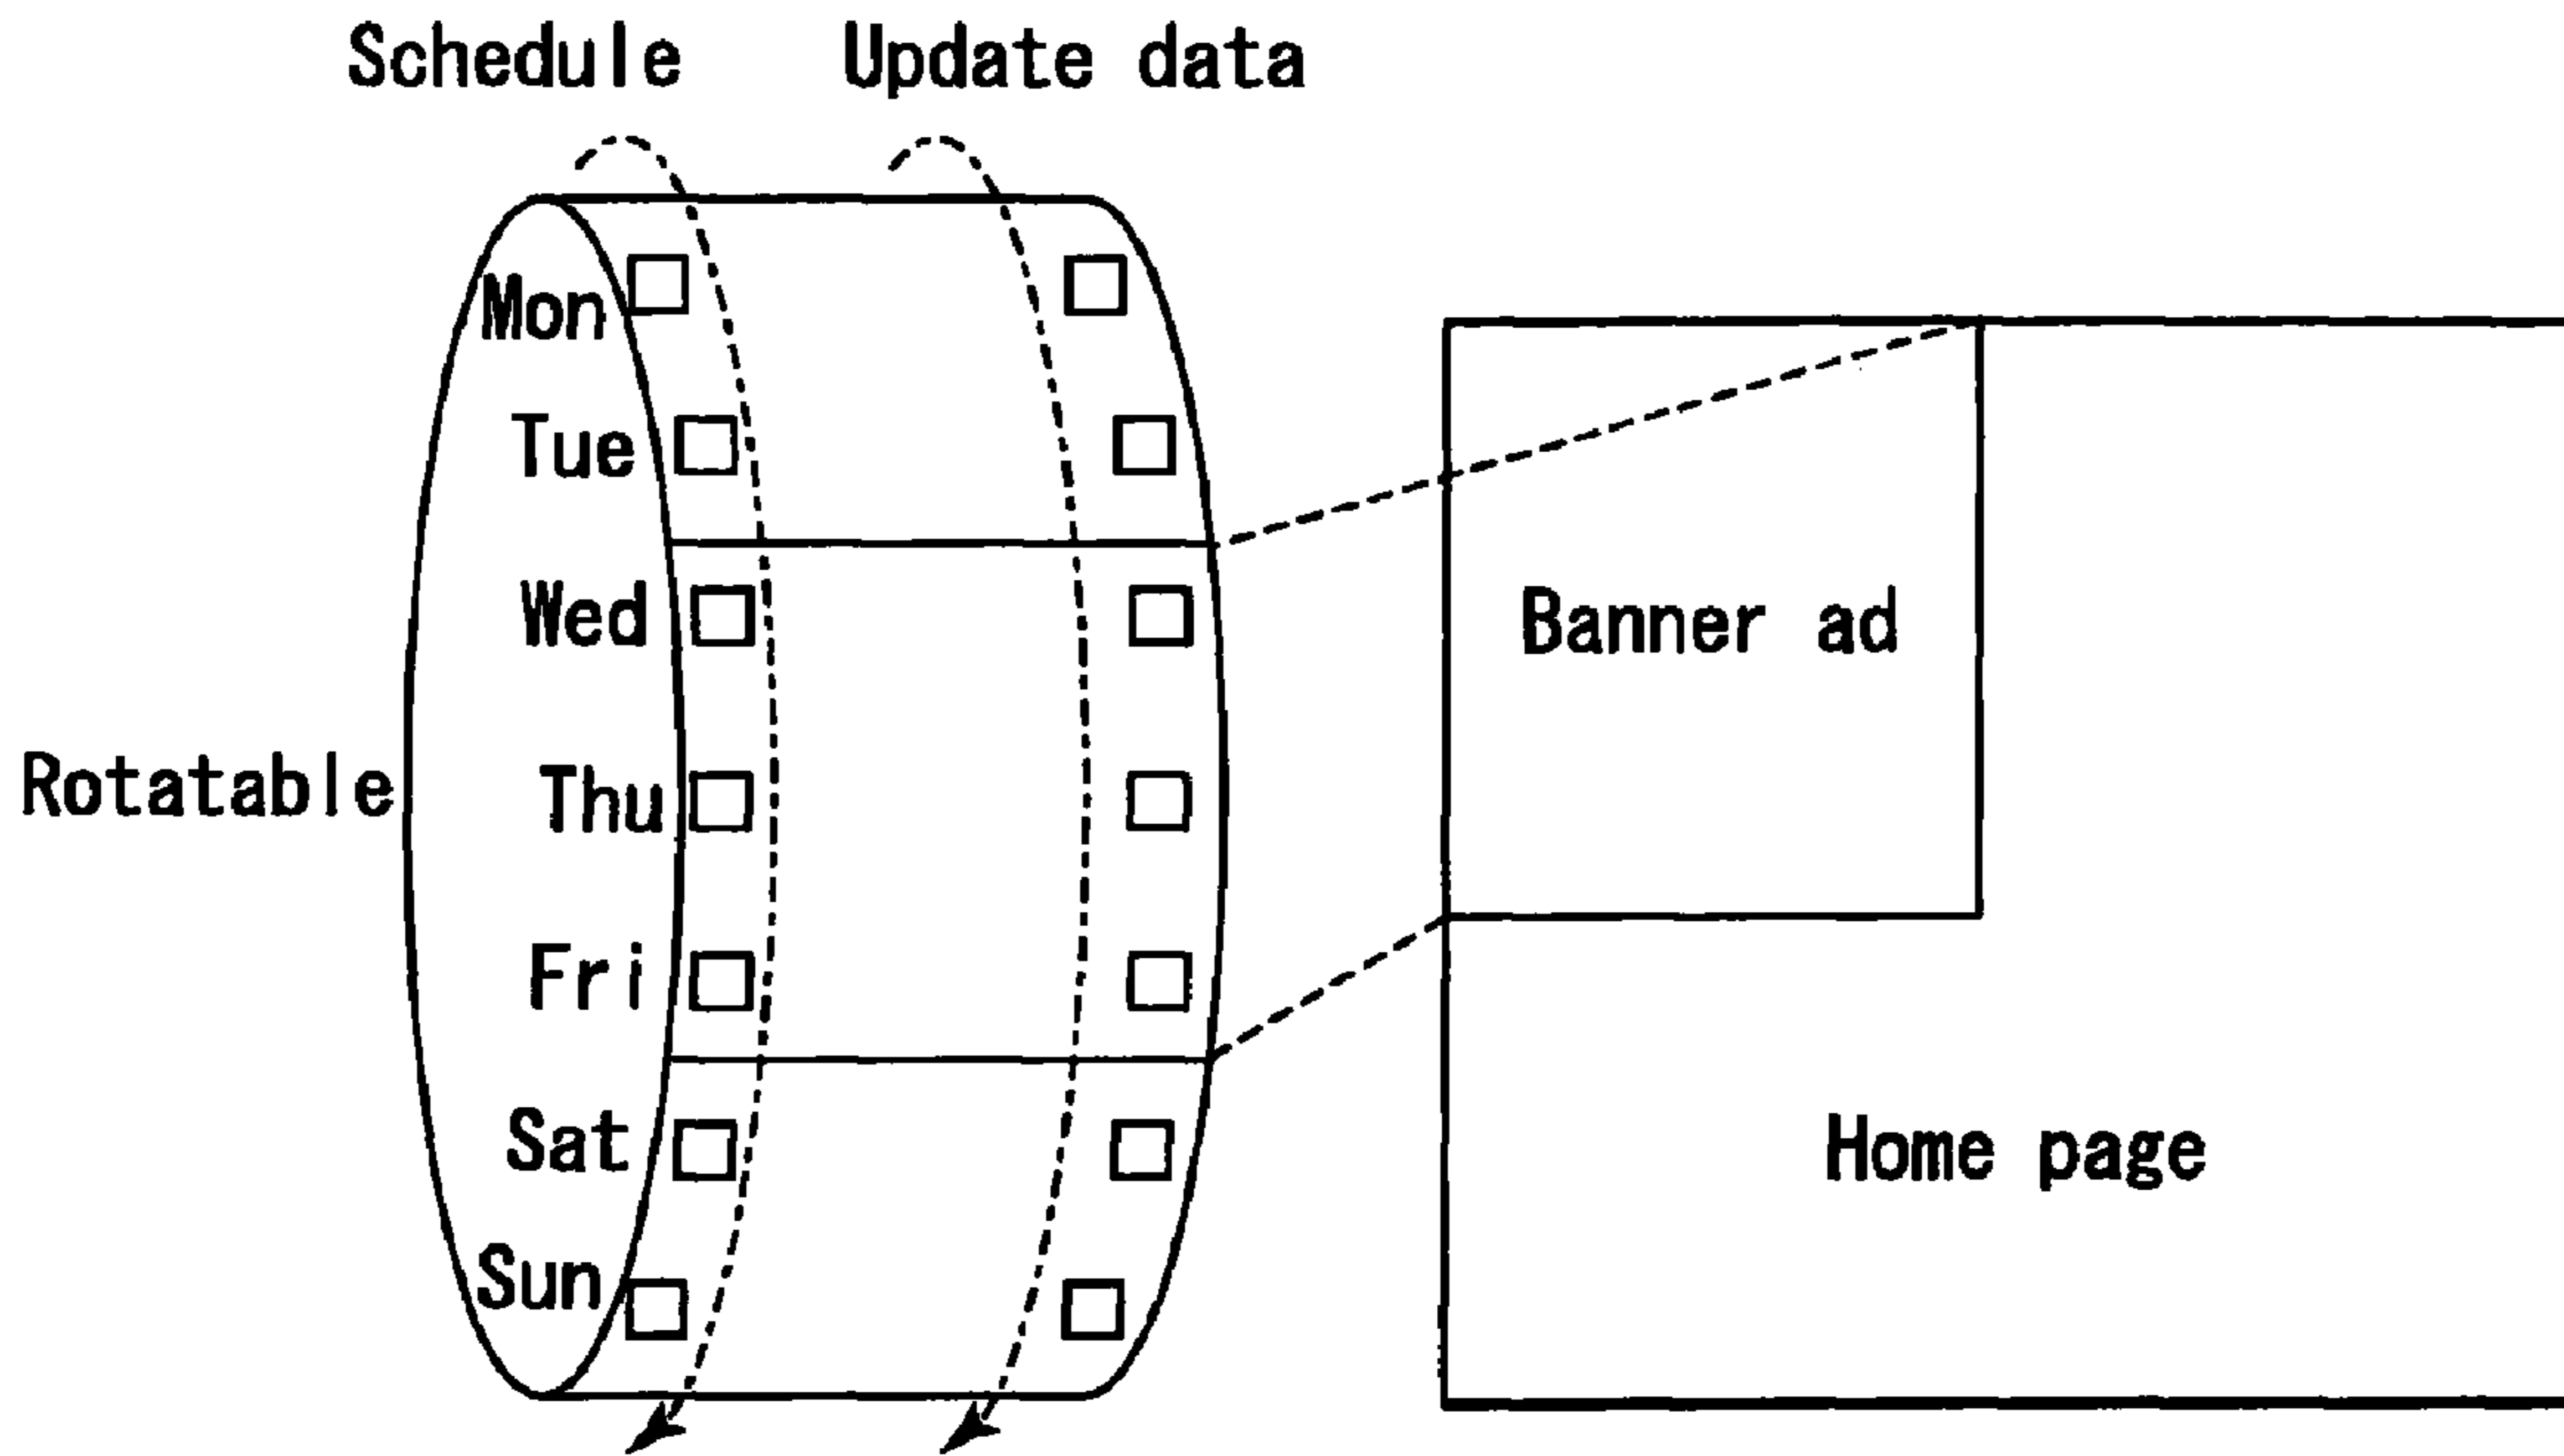 Schedule Update data
Mon
Tue
Wed
Banner ad
Rotatable
Thu
Fri
Sat
Home page
Sun